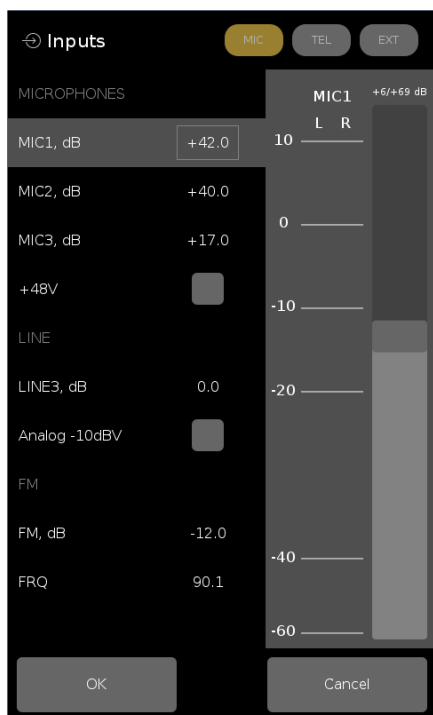 Inputs
MIC
TEL
EXT
MICROPHONES
MIC1, dB +42.0
MIC2, dB +40.0
MIC3, dB +17.0
+48V
LINE
LINE3, dB 0.0
Analog -10dBV
FM
FM, dB -12.0
FRQ 90.1
MIC1
+6/+69 dB
L R
10
0
-10
-20
-40
-60
OK
Cancel